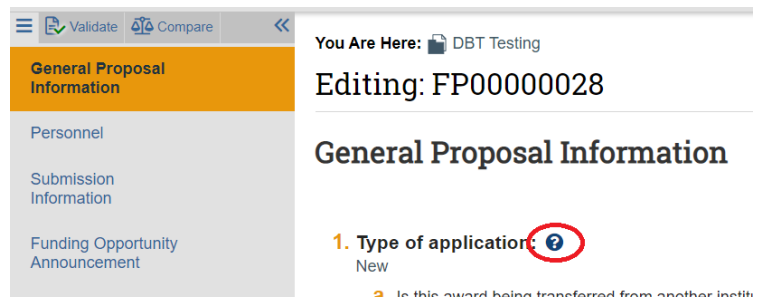 Validate Compare
General Proposal
Information
Personnel
Submission
Information
Funding Opportunity
Announcement
You Are Here: DBT Testing
Editing: FP00000028
General Proposal Information
1. Type of application:
New
a. Is this award being transferred from another